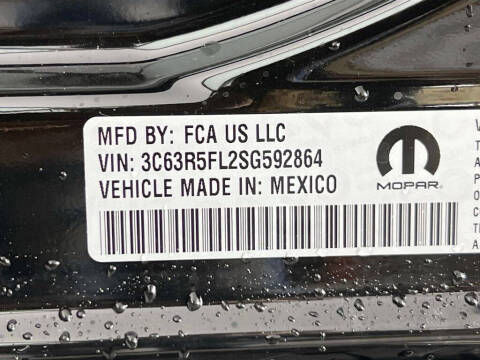 MFD BY: FCA US LLC
VIN: 3C63R5FL2SG592864
VEHICLE MADE IN: MEXICO
MOPAR